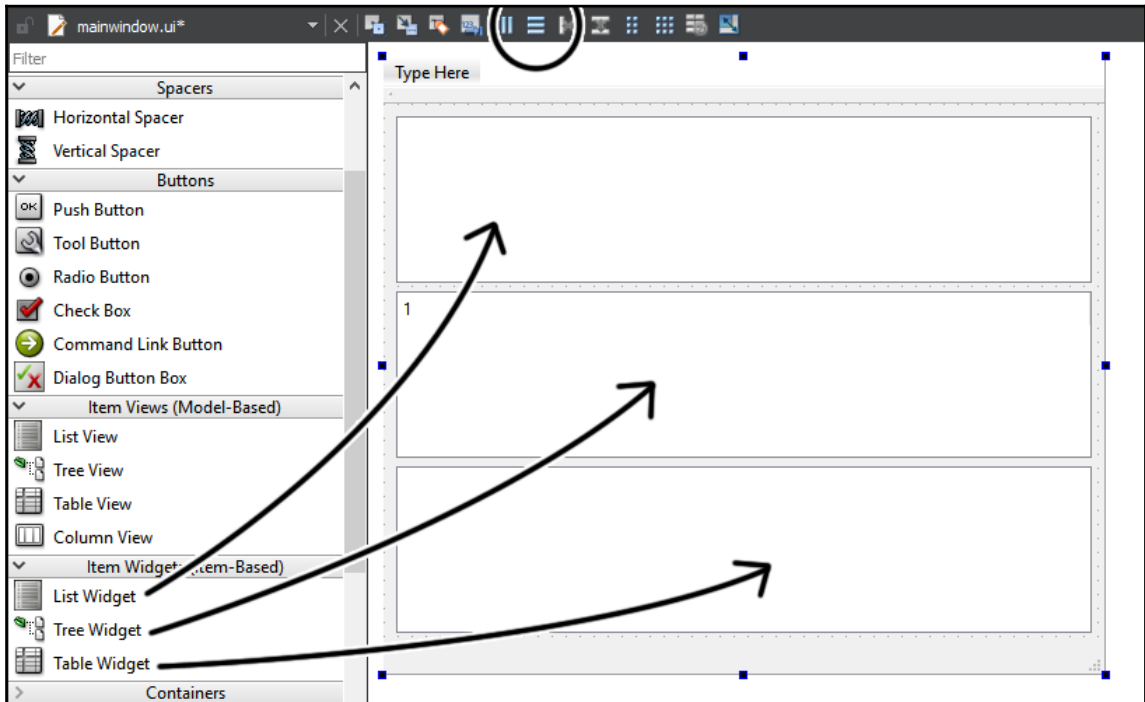 mainwindow.ui*
Filter
Type Here
Spacers
Horizontal Spacer
Vertical Spacer
Buttons
OK Push Button
Tool Button
Radio Button
1
Check Box
Command Link Button
Dialog Button Box
Item Views (Model-Based)
List View
Tree View
Table View
Column View
Item Widgets (Item-Based)
List Widget
Tree Widget
Table Widget
Containers